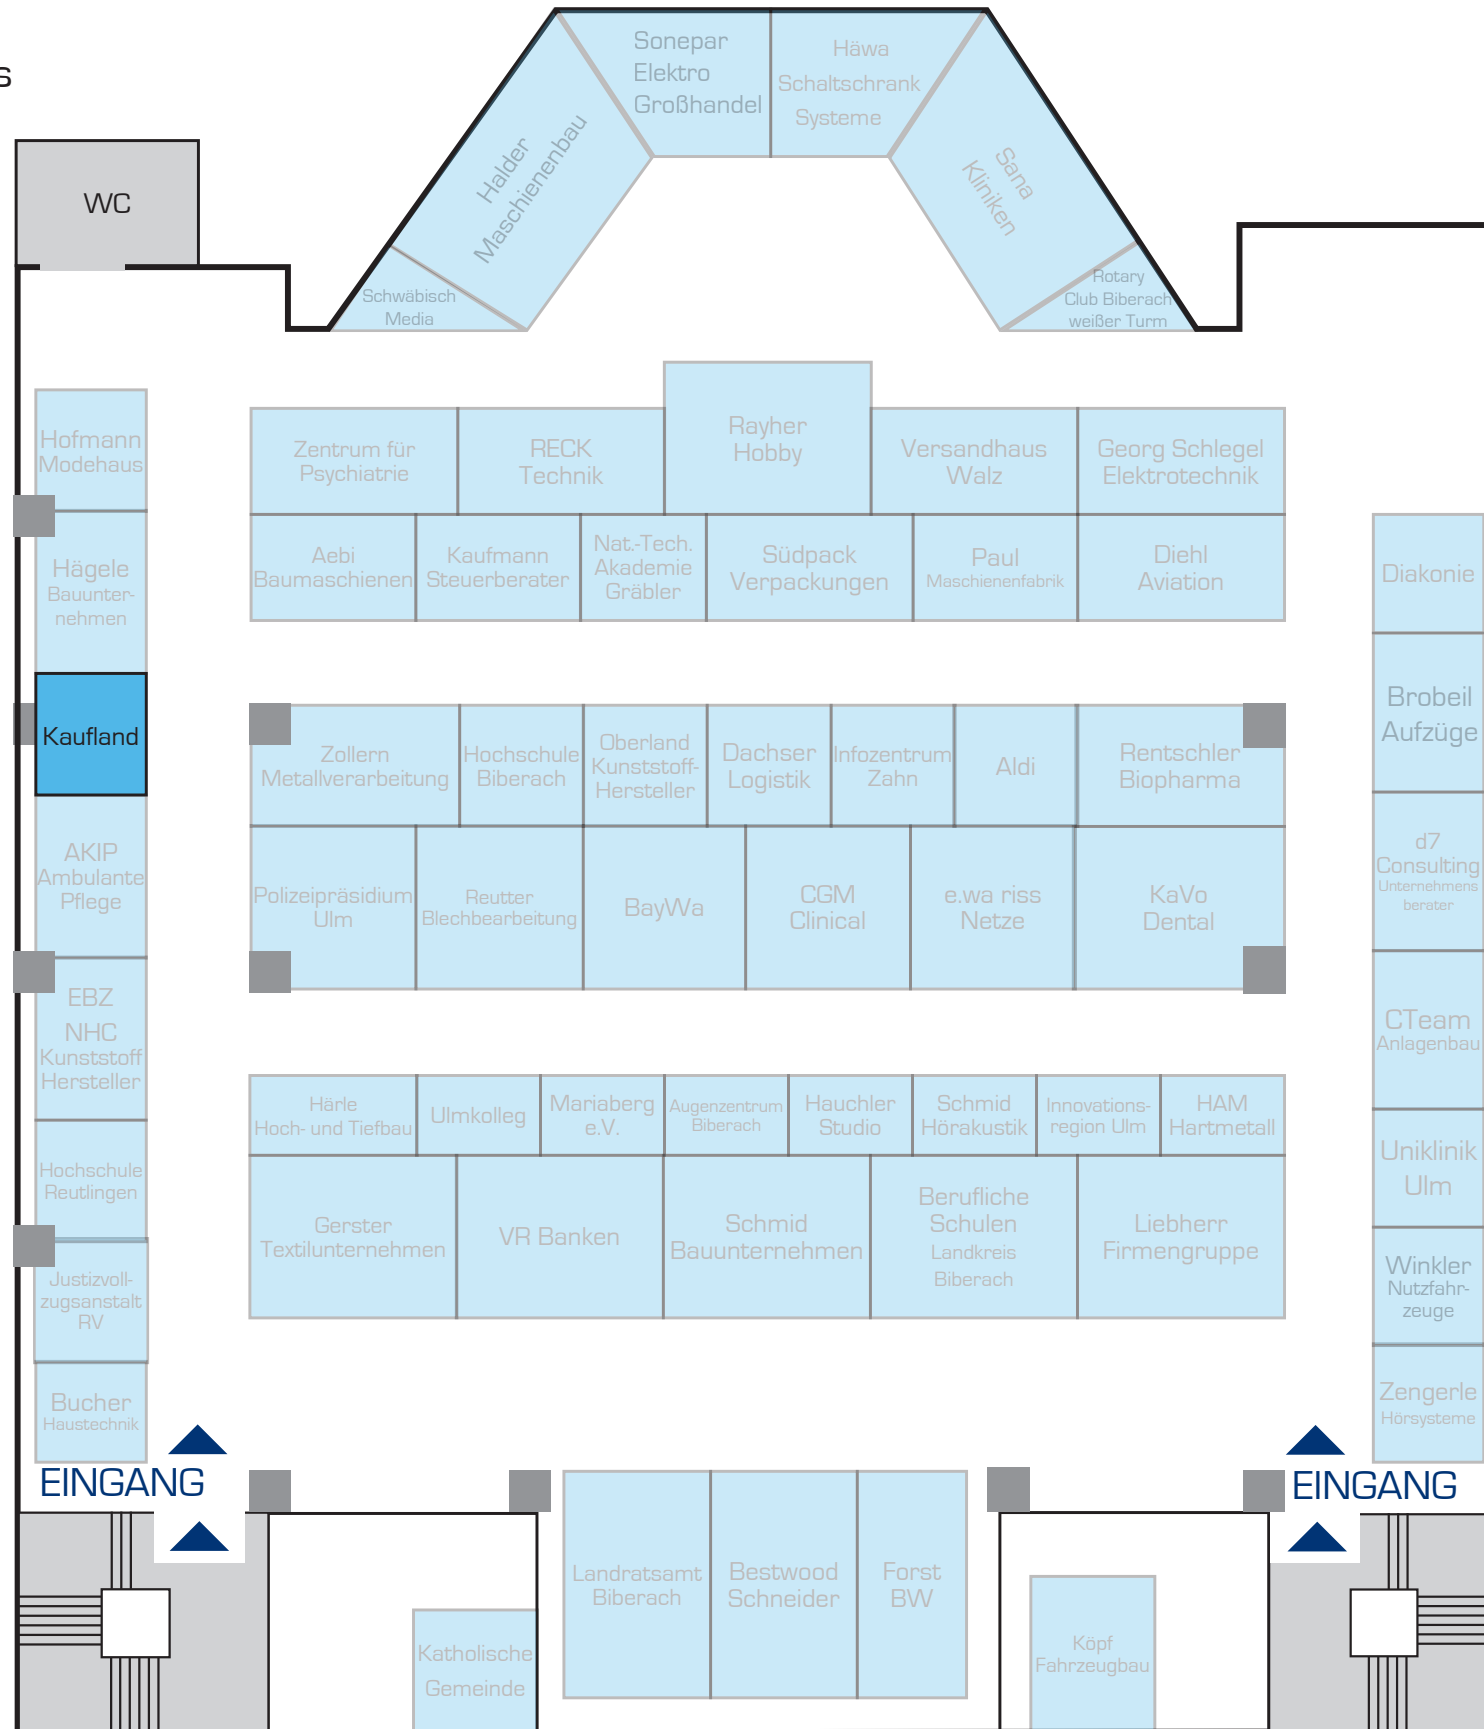 s
WC
Sonepar
Elektro
Großhandel
Häwa
Schaltschrank
Systeme
Halder
Maschienenbau
Sana
Kliniken
Schwäbisch
Media
Rotary
Club Biberach
weißer Turm
Hofmann
Modehaus
Hägele
Bauunter-
nehmen
Kaufland
AKIP
Ambulante
Pflege
EBZ
NHC
Kunststoff
Hersteller
Hochschule
Reutlingen
Justizvoll-
zugsanstalt
RV
Bucher
Haustechnik
Zentrum für
Psychiatrie
RECK
Technik
Rayher
Hobby
Versandhaus
Walz
Georg Schlegel
Elektrotechnik
Aebi
Baumaschienen
Kaufmann
Steuerberater
Nat.-Tech.
Akademie
Gräbler
Südpack
Verpackungen
Paul
Maschienenfabrik
Diehl
Aviation
Zollern
Metallverarbeitung
Hochschule
Biberach
Oberland
Kunststoff-
Hersteller
Dachser
Logistik
Infozentrum
Zahn
Aldi
Rentschler
Biopharma
Polizeipräsidium
Ulm
Reutter
Blechbearbeitung
BayWa
CGM
Clinical
e.wa riss
Netze
KaVo
Dental
Härle
Hoch- und Tiefbau
Ulmkolleg
Mariaberg
e.V.
Augenzentrum
Biberach
Hauchler
Studio
Schmid
Hörakustik
Innovations-
region Ulm
HAM
Hartmetall
Gerster
Textilunternehmen
VR Banken
Schmid
Bauunternehmen
Berufliche
Schulen
Landkreis
Biberach
Liebherr
Firmengruppe
Diakonie
Brobeil
Aufzüge
d7
Consulting
Unternehmens
berater
CTeam
Anlagenbau
Uniklinik
Ulm
Winkler
Nutzfahr-
zeuge
Zengerle
Hörsysteme
EINGANG
EINGANG
Landratsamt
Biberach
Bestwood
Schneider
Forst
BW
Katholische
Gemeinde
Köpf
Fahrzeugbau